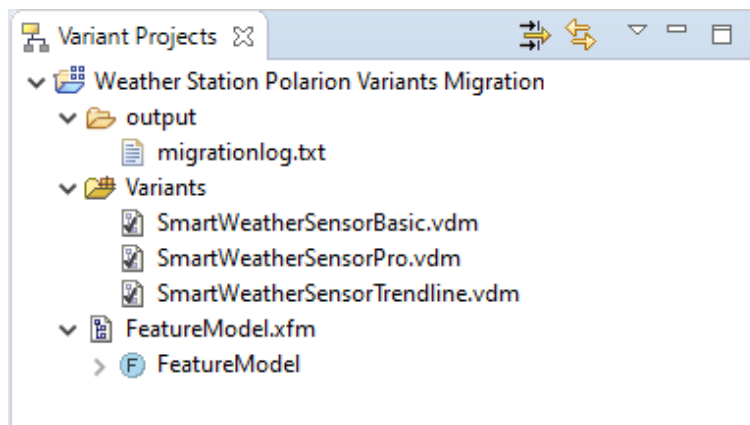 Variant Projects
Weather Station Polarion Variants Migration
output
migrationlog.txt
Variants
SmartWeatherSensorBasic.vdm
SmartWeatherSensorPro.vdm
SmartWeatherSensorTrendline.vdm
FeatureModel.xfm
F FeatureModel